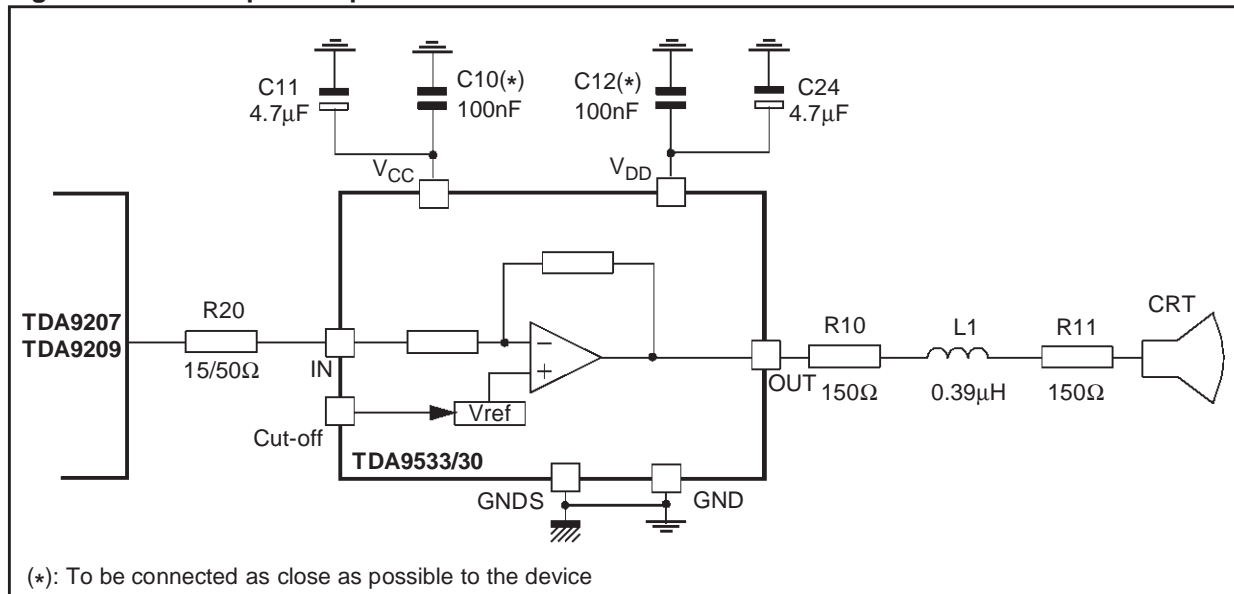 C11
4.7µF
C10(*)
100nF
C12(*)
100nF
C24
4.7µF
VCC
VDD
TDA9207
TDA9209
R20
15/50Ω
IN
Cut-off
−
+
Vref
TDA9533/30
GNDS
GND
OUT
R10
150Ω
L1
0.39µH
R11
150Ω
CRT
(*): To be connected as close as possible to the device